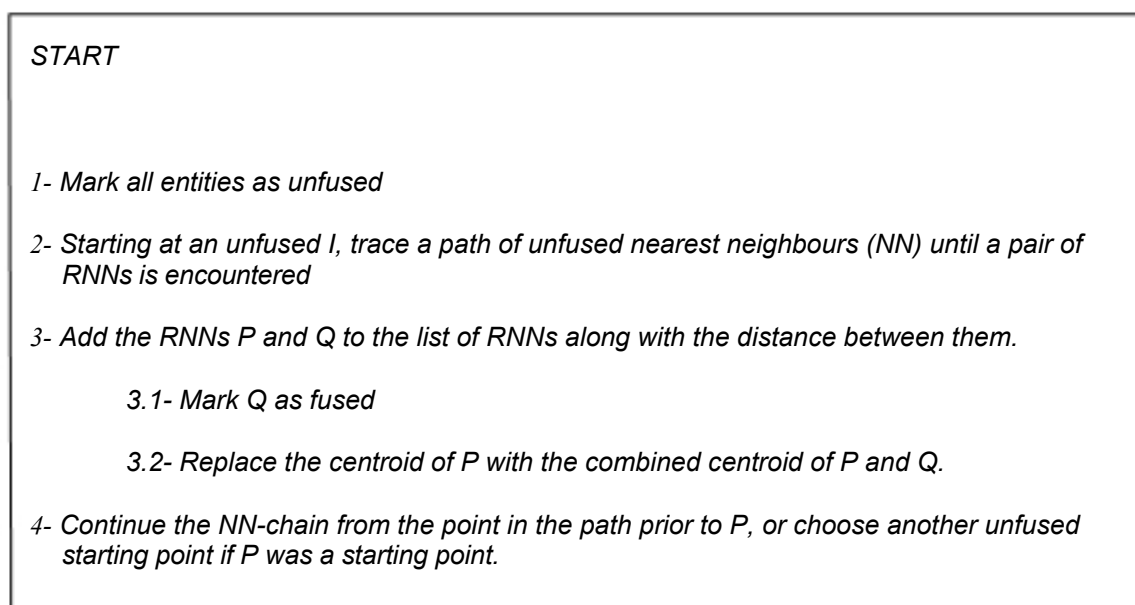 START
1- Mark all entities as unfused
2- Starting at an unfused I, trace a path of unfused nearest neighbours (NN) until a pair of
RNNs is encountered
3- Add the RNNs P and Q to the list of RNNs along with the distance between them.
3.1- Mark Q as fused
3.2- Replace the centroid of P with the combined centroid of P and Q.
4- Continue the NN-chain from the point in the path prior to P, or choose another unfused
starting point if P was a starting point.